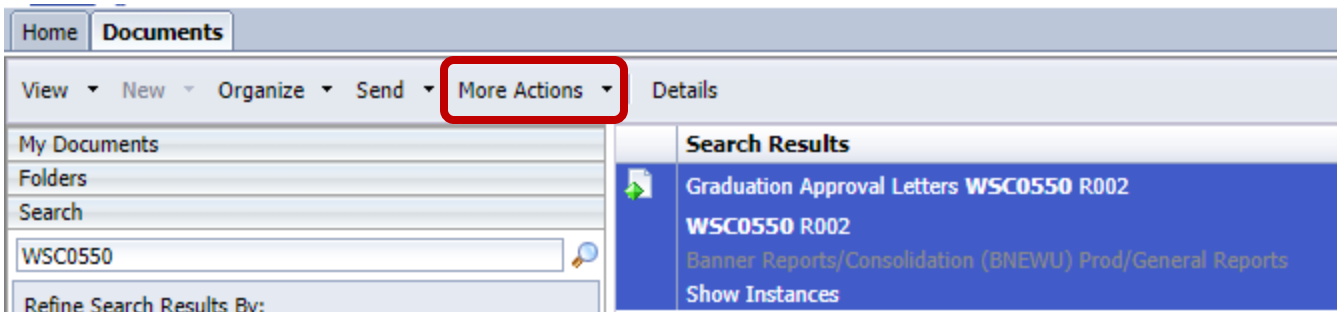 Home Documents
View New Organize Send More Actions Details
My Documents
Folders
Search
WSC0550
Refine Search Results By:
Search Results
Graduation Approval Letters WSC0550 R002
WSC0550 R002
Banner Reports/Consolidation (BNEWU) Prod/General Reports
Show Instances